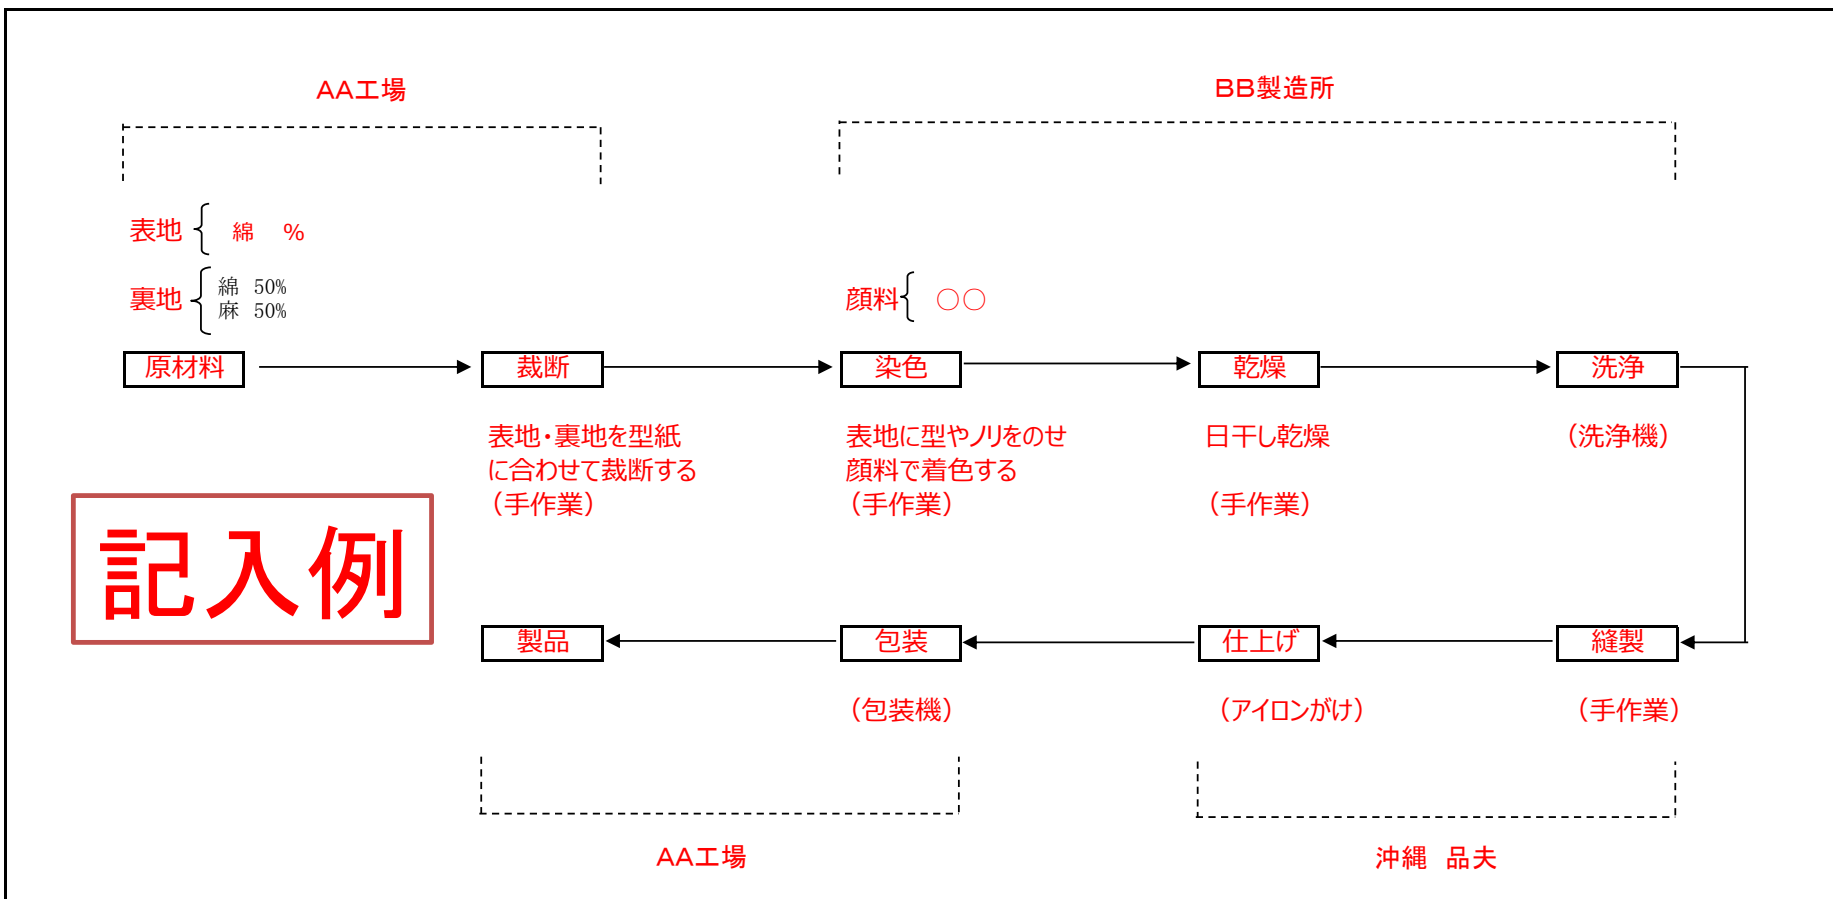 AA工場
BB製造所
表地 綿 %
裏地 綿 50%
麻 50%
顔料 〇〇
原材料
裁断
染色
乾燥
洗浄
表地・裏地を型紙
に合わせて裁断する
（手作業）
表地に型やノリをのせ
顔料で着色する
（手作業）
日干し乾燥
（手作業）
（洗浄機）
記入例
製品
包装
仕上げ
縫製
（包装機）
（アイロンがけ）
（手作業）
AA工場
沖縄 品夫